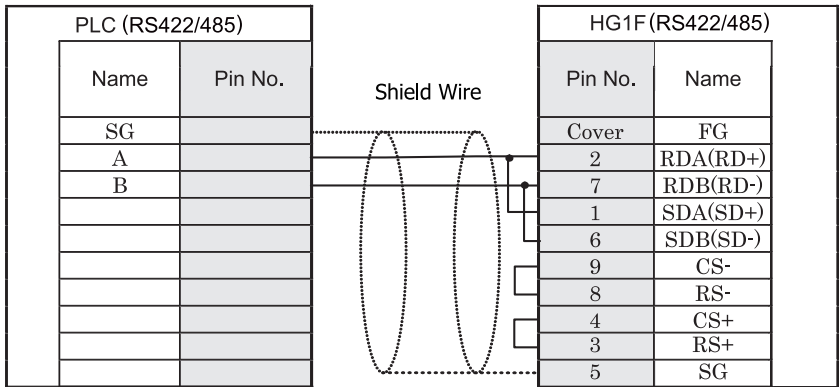 PLC (RS422/485) HG1F (RS422/485)
Name Pin No. Shield Wire Pin No. Name
SG Cover FG
A 2 RDA(RD+)
B 7 RDB(RD-)
1 SDA(SD+)
6 SDB(SD-)
9 CS-
8 RS-
4 CS+
3 RS+
5 SG